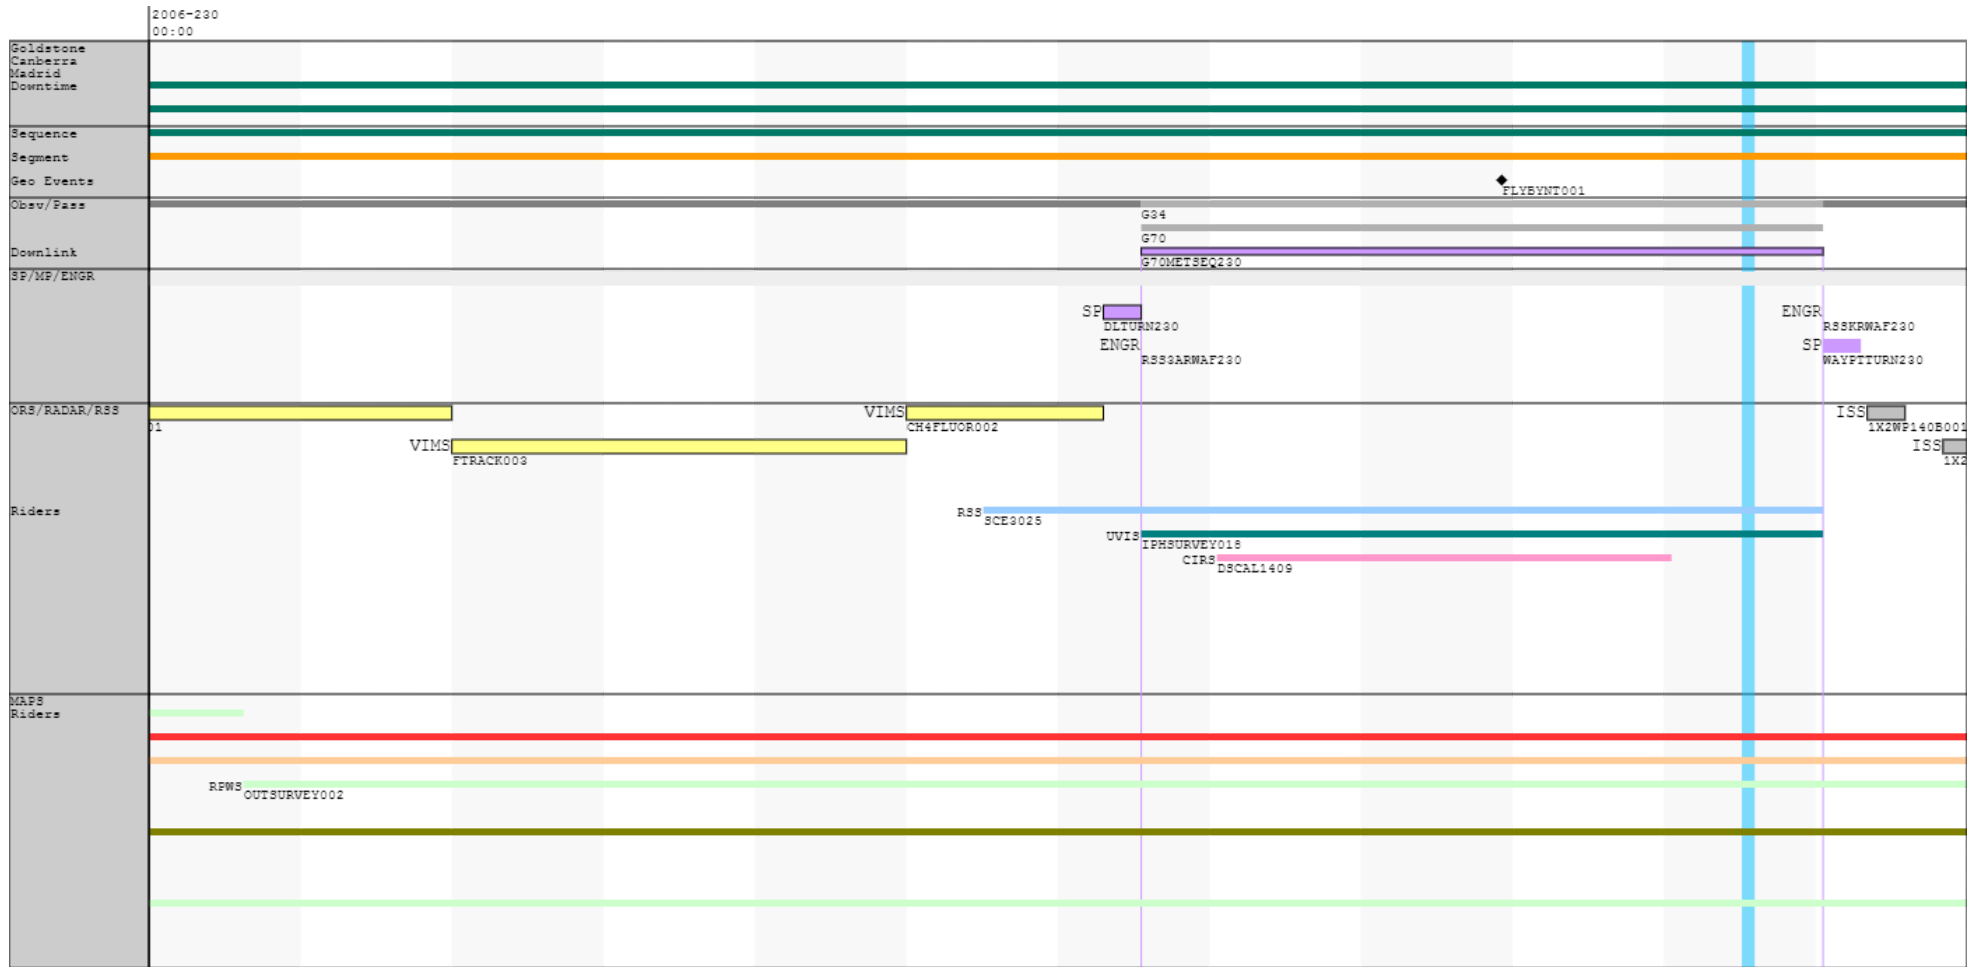 2006-230
00:00
Goldstone
Canberra
Madrid
Downtime
Sequence
Segment
Geo Events
FLYBYNT001
Obsv/Pass
G34
G70
Downlink
G70METSEQ230
SP/MP/ENGR
SP
DLTURN230
ENGR
RSSKRWAF230
ENGR
RSS3ARWAF230
SP
WAYPTTURN230
ORS/RADAR/RSS
01
VIMS
CH4FLUOR002
ISS
1X2WP140B001
VIMS
FTRACK003
ISS
1X2
Riders
RSS
SCE3025
UVIS
IPHSURVEY018
CIRS
DSCAL1409
MAPS
Riders
RPWS
OUTSURVEY002